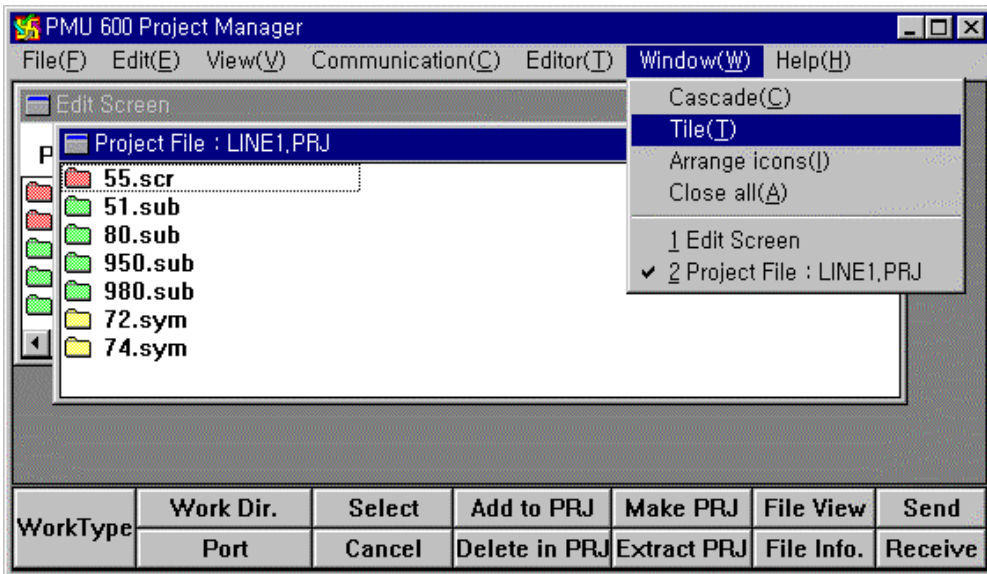 PMU 600 Project Manager
File(F) Edit(E) View(V) Communication(C) Editor(T) Window(W) Help(H)
Edit Screen
P
Project File : LINE1,PRJ
55.scr
51.sub
80.sub
950.sub
980.sub
72.sym
74.sym
Cascade(C)
Tile(T)
Arrange icons(I)
Close all(A)
1 Edit Screen
✔ 2 Project File : LINE1,PRJ
WorkType
Work Dir. Select Add to PRJ Make PRJ File View Send
Port Cancel Delete in PRJ Extract PRJ File Info. Receive